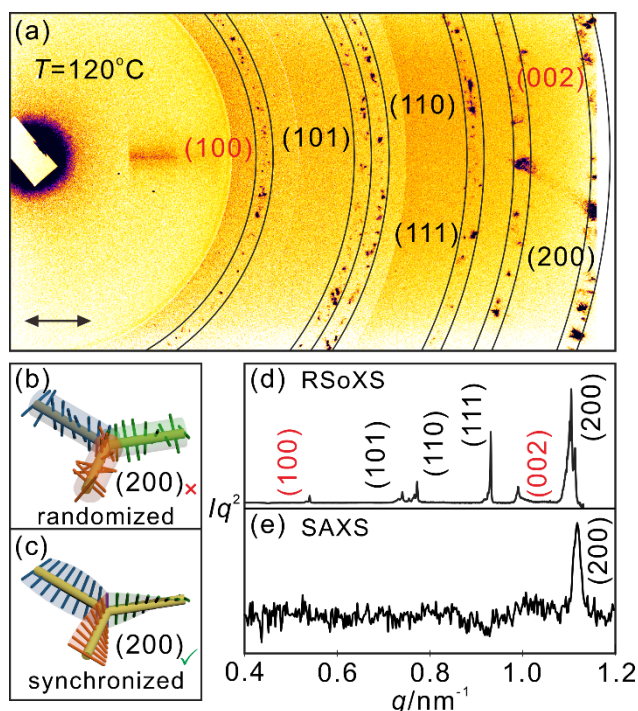 (a)
T=120°C
(100)
(101)
(110)
(111)
(002)
(200)
(b)
(200)×
randomized
(c)
(200)✓
synchronized
(d) RSoXS
(100)
(101)
(110)
(111)
(002)
(200)
Iq²
(e) SAXS
(200)
0.4 0.6 0.8 1.0 1.2
q/nm⁻¹